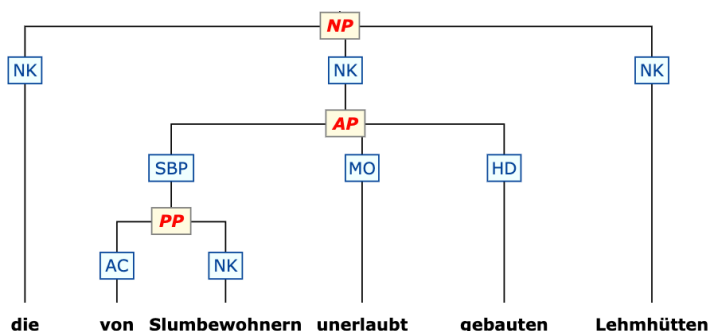 NP
NK NK NK
AP
SBP MO HD
PP
AC NK
die von Slumbewohnern unerlaubt gebauten Lehmhütten